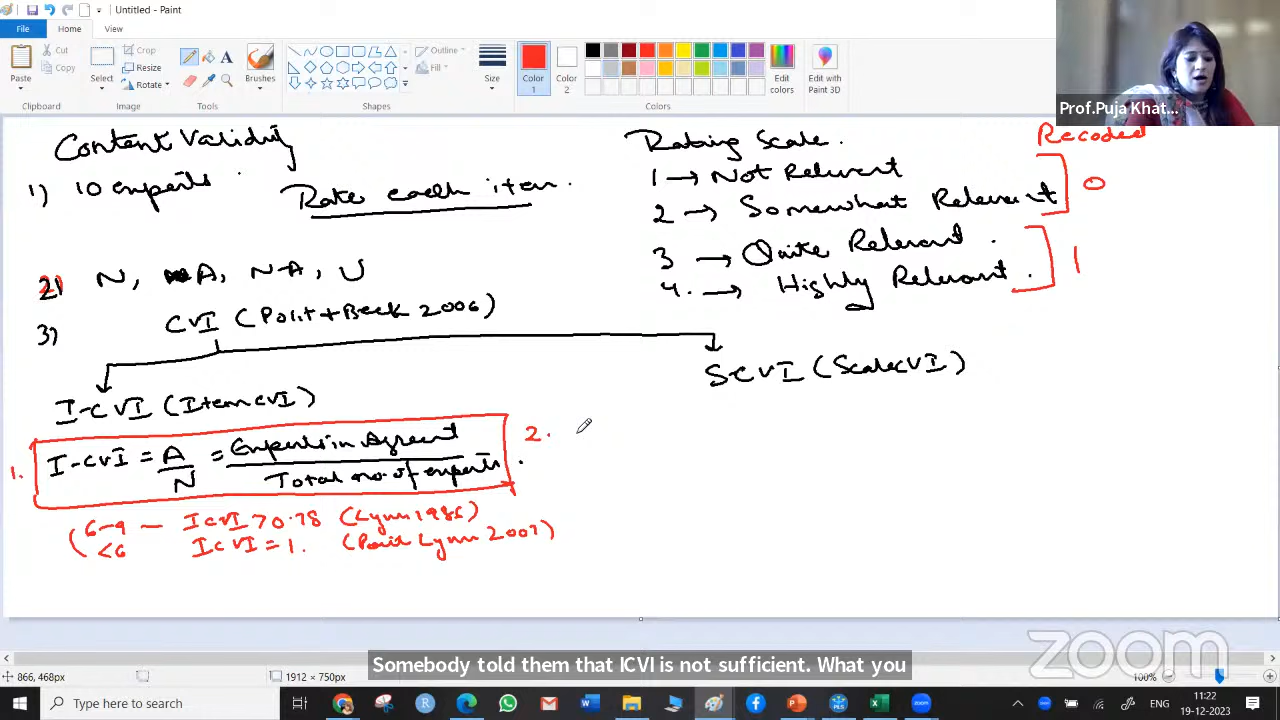 Untitled - Paint
File
Home
View
Paste
Cut
Copy
Clipboard
Select
Crop
Resize
Rotate
Image
Tools
Brushes
Shapes
Outline
Fill
Size
Color 1
Color 2
Colors
Edit colors
Edit with Paint 3D
Prof.Puja Khat...
Content Validity
1) 10 experts.
Rate each item.
Rating Scale.
Recoded
1 → Not Relevant
2 → Somewhat Relevant
0
3 → Quite Relevant.
4. → Highly Relevant.
1
2) N, A, N-A, U
3) CVI (Polit+Beck 2006)
I-CVI (Item CVI)
S-CVI (Scale CVI)
1. I-CVI = A/N = Experts in Agreemt / Total no. of experts.
2.
(6-9 — ICVI > 0.78 (Lynn 1986)
<6 ICVI = 1. Lynn 2007)
zoom
Somebody told them that ICVI is not sufficient. What you
866, 468px
1912 × 750px
100%
Type here to search
ENG
11:22
19-12-2023